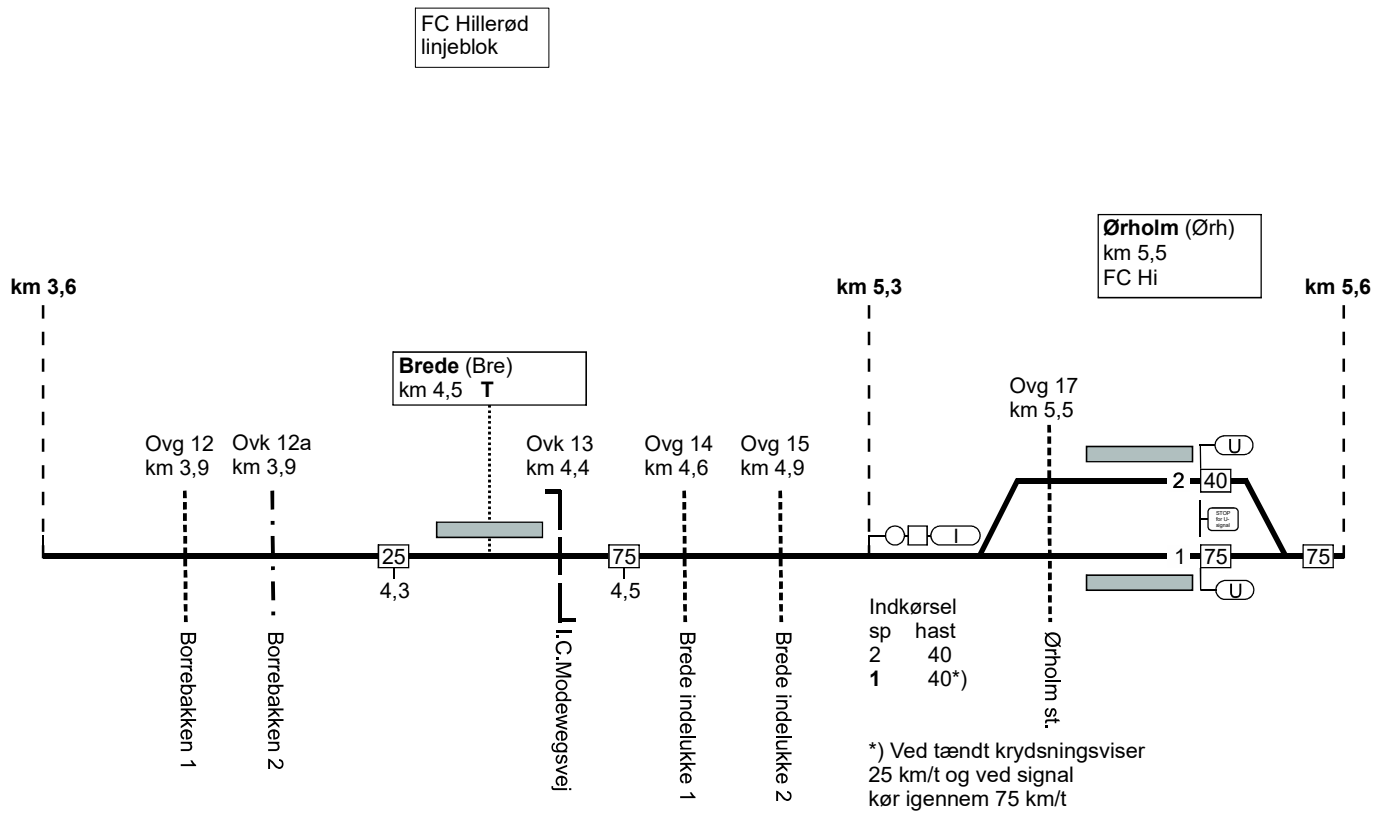 FC Hillerød
linjeblok
Ørholm (Ørh)
km 5,5
FC Hi
km 3,6
km 5,3
km 5,6
Brede (Bre)
km 4,5 T
Ovg 17
km 5,5
Ovg 12
km 3,9
Ovk 12a
km 3,9
Ovk 13
km 4,4
Ovg 14
km 4,6
Ovg 15
km 4,9
U
2 40
STOP
for U-
signal
I
25
4,3
75
4,5
1 75
75
U
Borrebakken 1
Borrebakken 2
I.C.Modewegsvej
Brede indelukke 1
Brede indelukke 2
Ørholm st.
Indkørsel
sp hast
2 40
1 40*)
*) Ved tændt krydsningsviser
25 km/t og ved signal
kør igennem 75 km/t